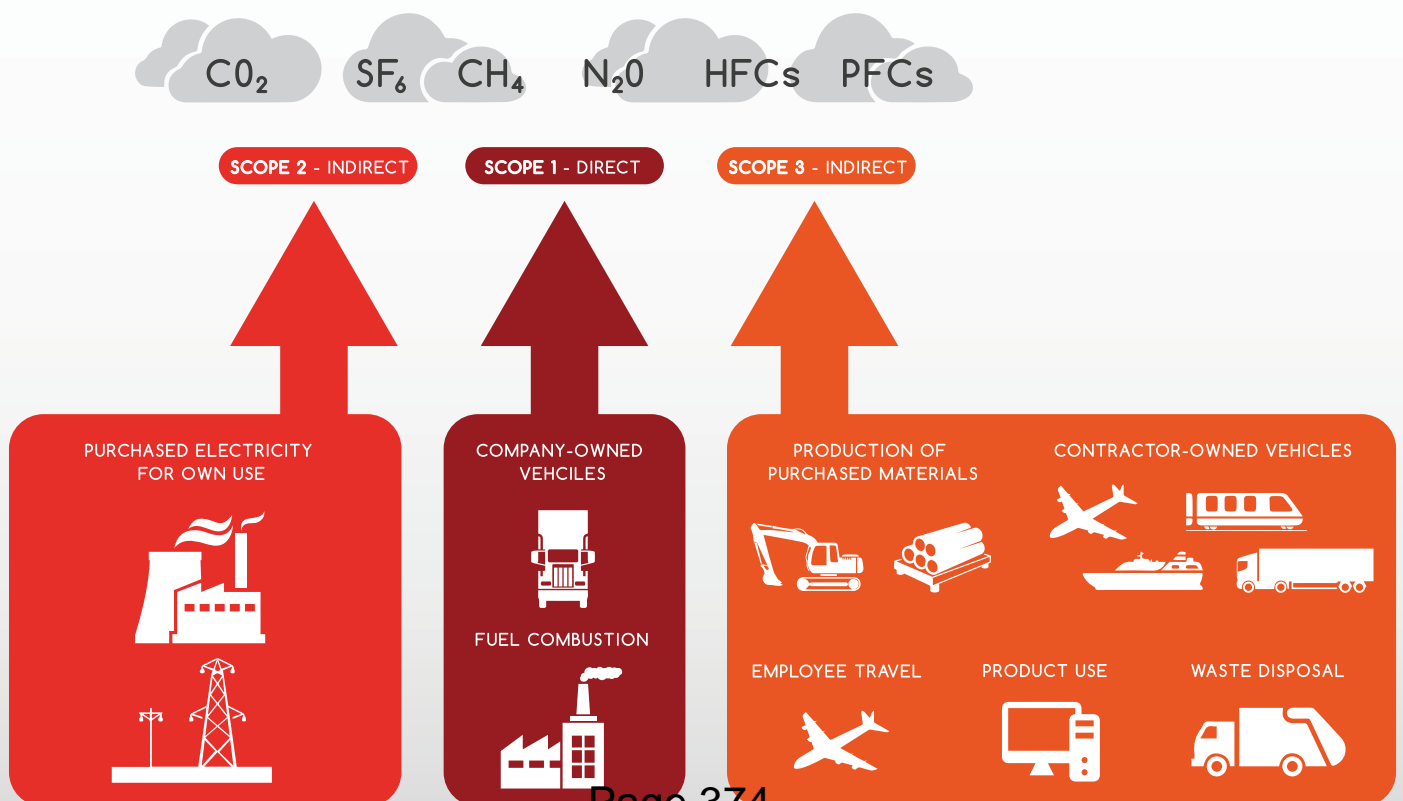 C0₂ SF₆ CH₄ N₂0 HFCs PFCs
SCOPE 2 - INDIRECT
SCOPE 1 - DIRECT
SCOPE 3 - INDIRECT
PURCHASED ELECTRICITY
FOR OWN USE
COMPANY-OWNED
VEHCILES
FUEL COMBUSTION
PRODUCTION OF
PURCHASED MATERIALS
CONTRACTOR-OWNED VEHICLES
EMPLOYEE TRAVEL
PRODUCT USE
WASTE DISPOSAL
Page 374